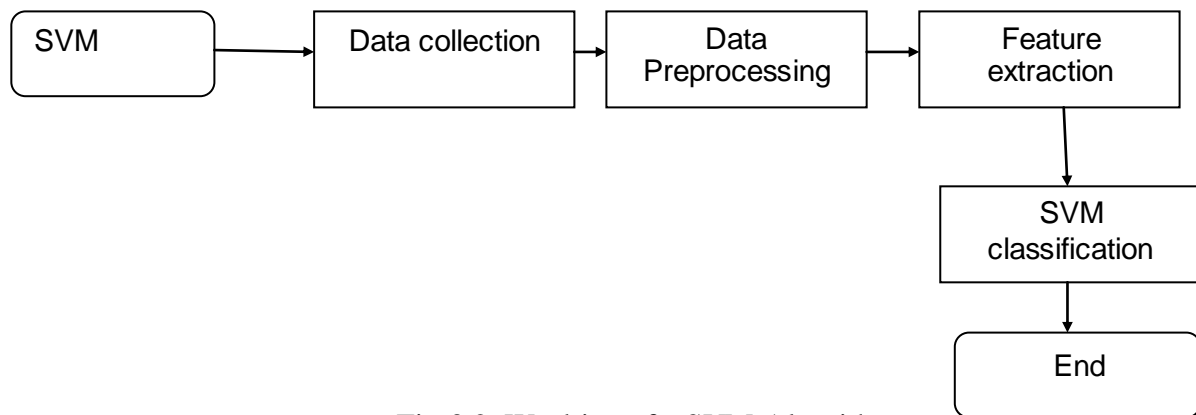 SVM
Data collection
Data
Preprocessing
Feature
extraction
SVM
classification
End